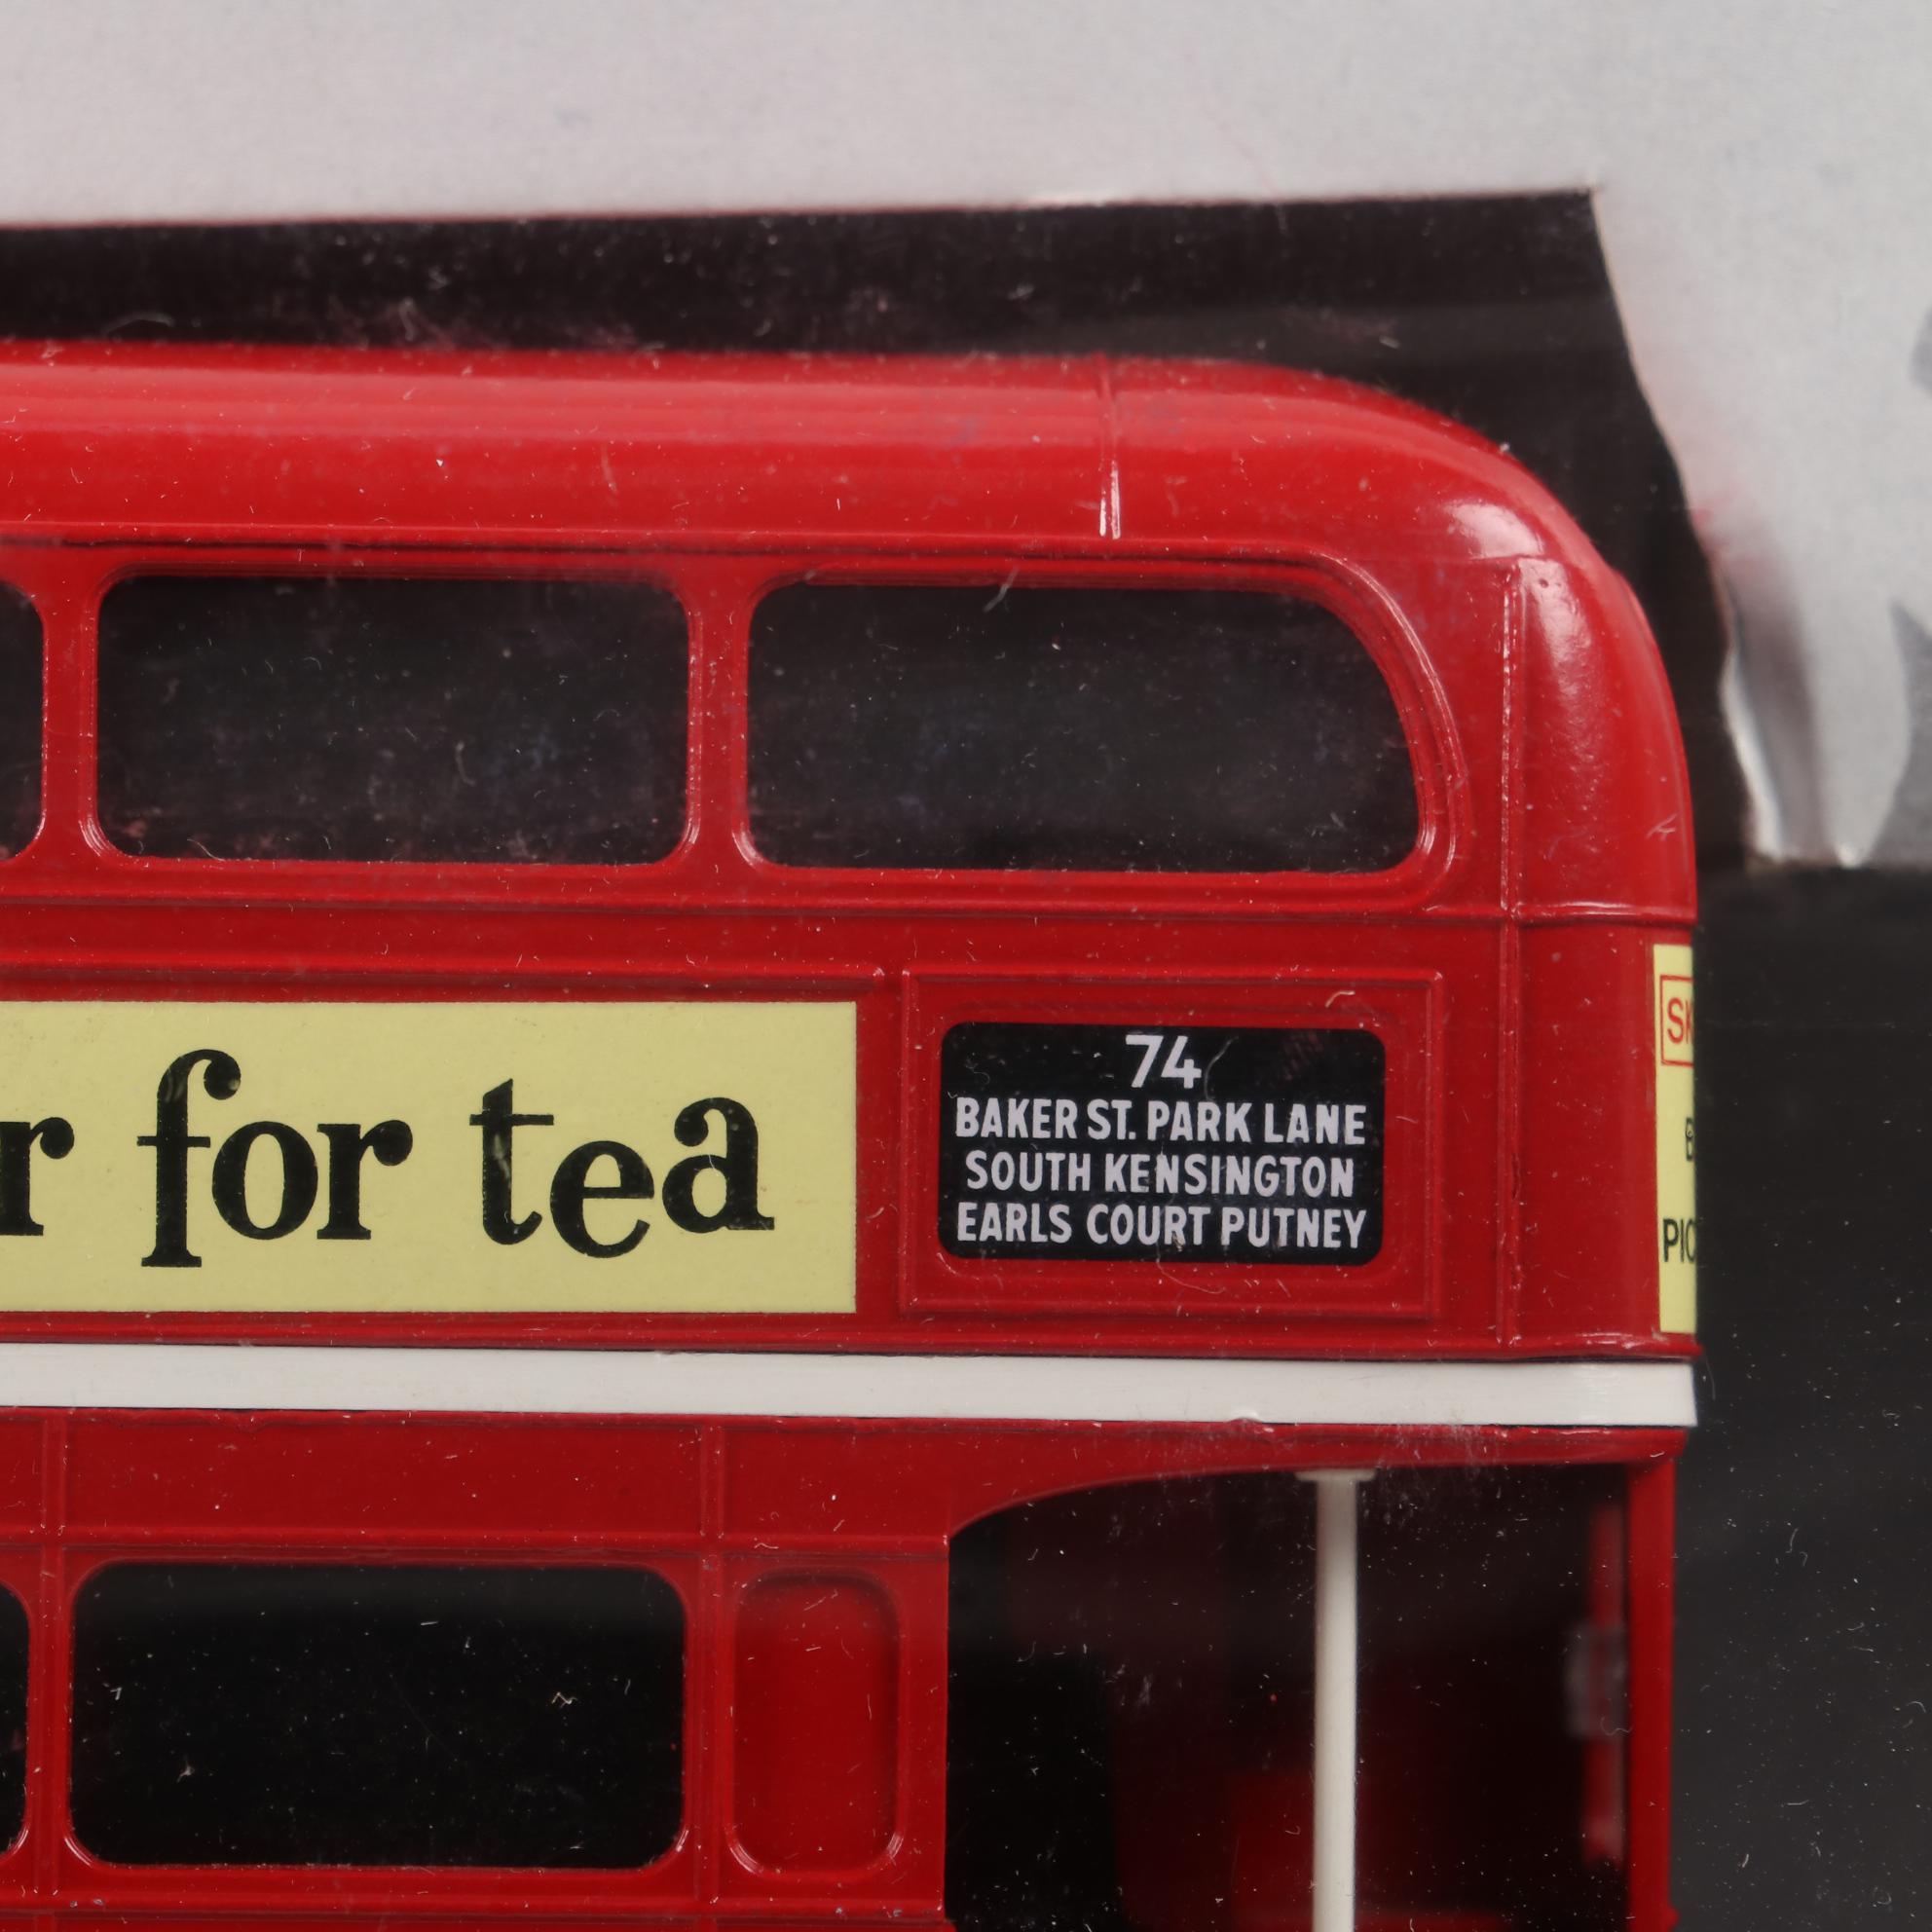 for tea
74
BAKER ST. PARK LANE
SOUTH KENSINGTON
EARLS COURT PUTNEY